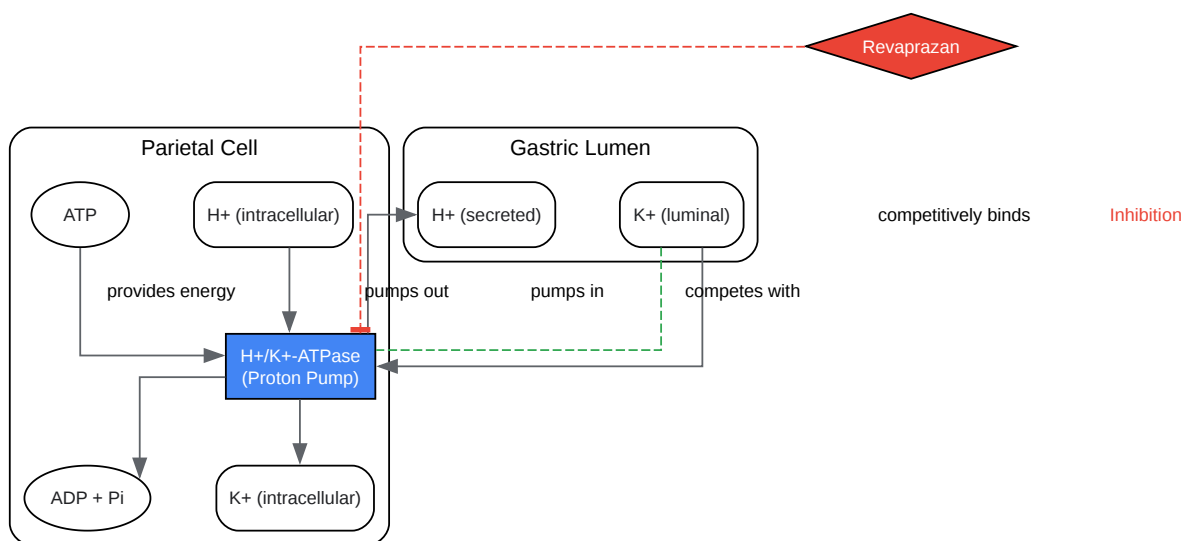 Revaprazan
Parietal Cell
Gastric Lumen
ATP
H+ (intracellular)
H+ (secreted)
K+ (luminal)
competitively binds
Inhibition
provides energy
pumps out
pumps in
competes with
H+/K+-ATPase
(Proton Pump)
ADP + Pi
K+ (intracellular)